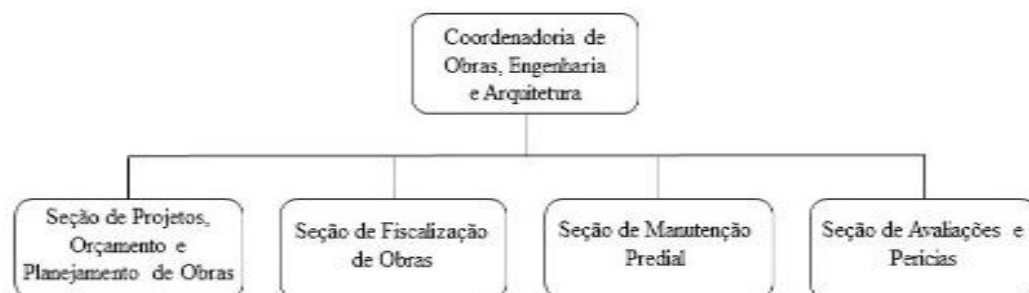 Coordenadoria de
Obras, Engenharia
e Arquitetura
Seção de Projetos,
Orçamento e
Planejamento de Obras
Seção de Fiscalização
de Obras
Seção de Manutenção
Predial
Seção de Avaliações e
Pericias